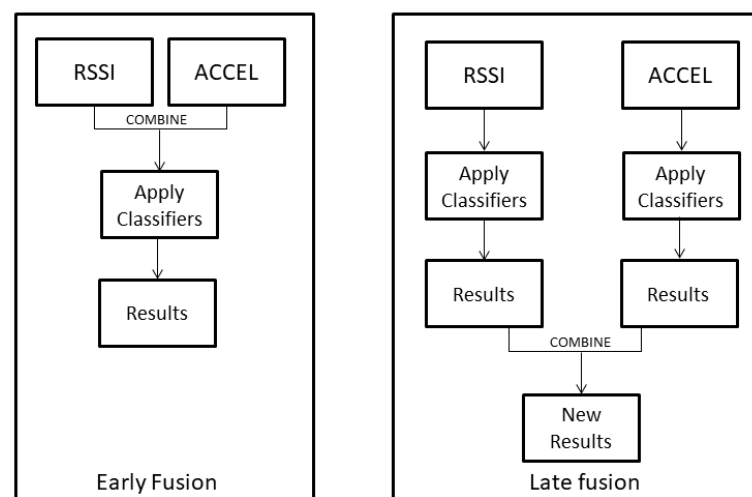 RSSI
ACCEL
COMBINE
Apply
Classifiers
Results
Early Fusion
RSSI
ACCEL
Apply
Classifiers
Apply
Classifiers
Results
Results
COMBINE
New
Results
Late fusion